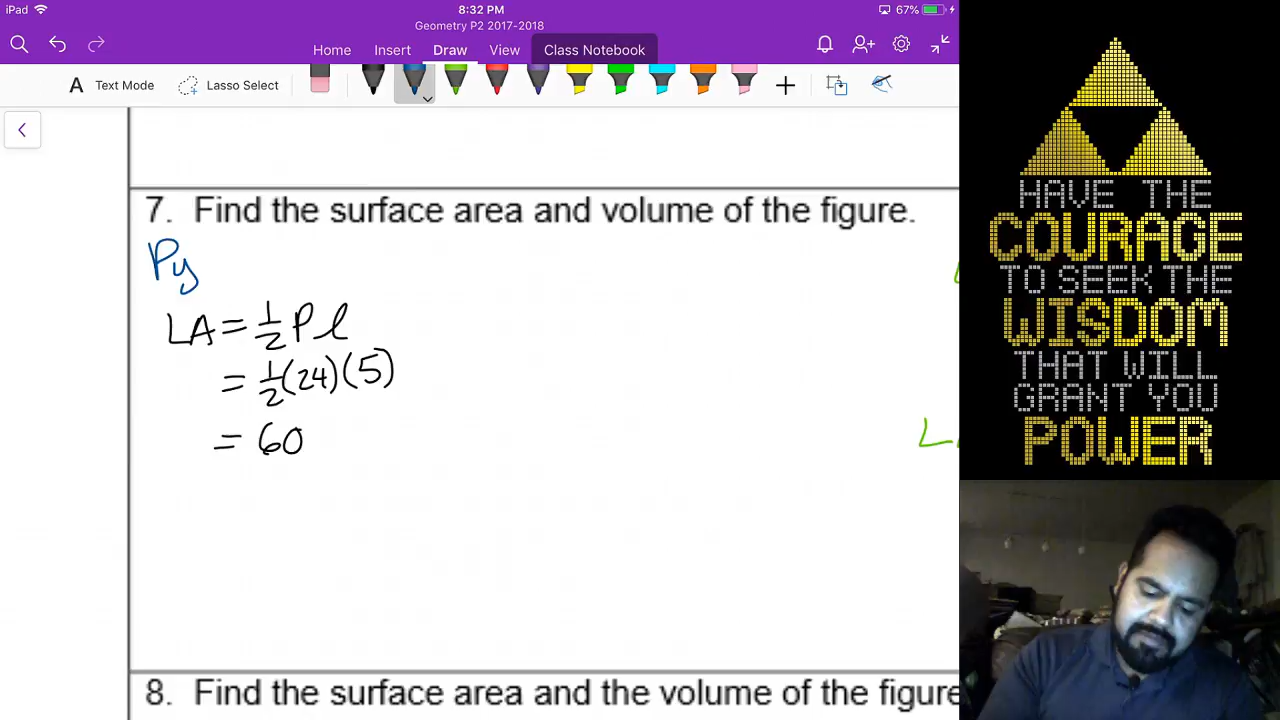 iPad 8:32 PM 67%
Geometry P2 2017-2018
Home Insert Draw View Class Notebook
A Text Mode Lasso Select
7. Find the surface area and volume of the figure.
Py
LA = 1/2 P l
= 1/2 (24)(5)
= 60
8. Find the surface area and the volume of the figure
HAVE THE
COURAGE
TO SEEK THE
WISDOM
THAT WILL
GRANT YOU
POWER